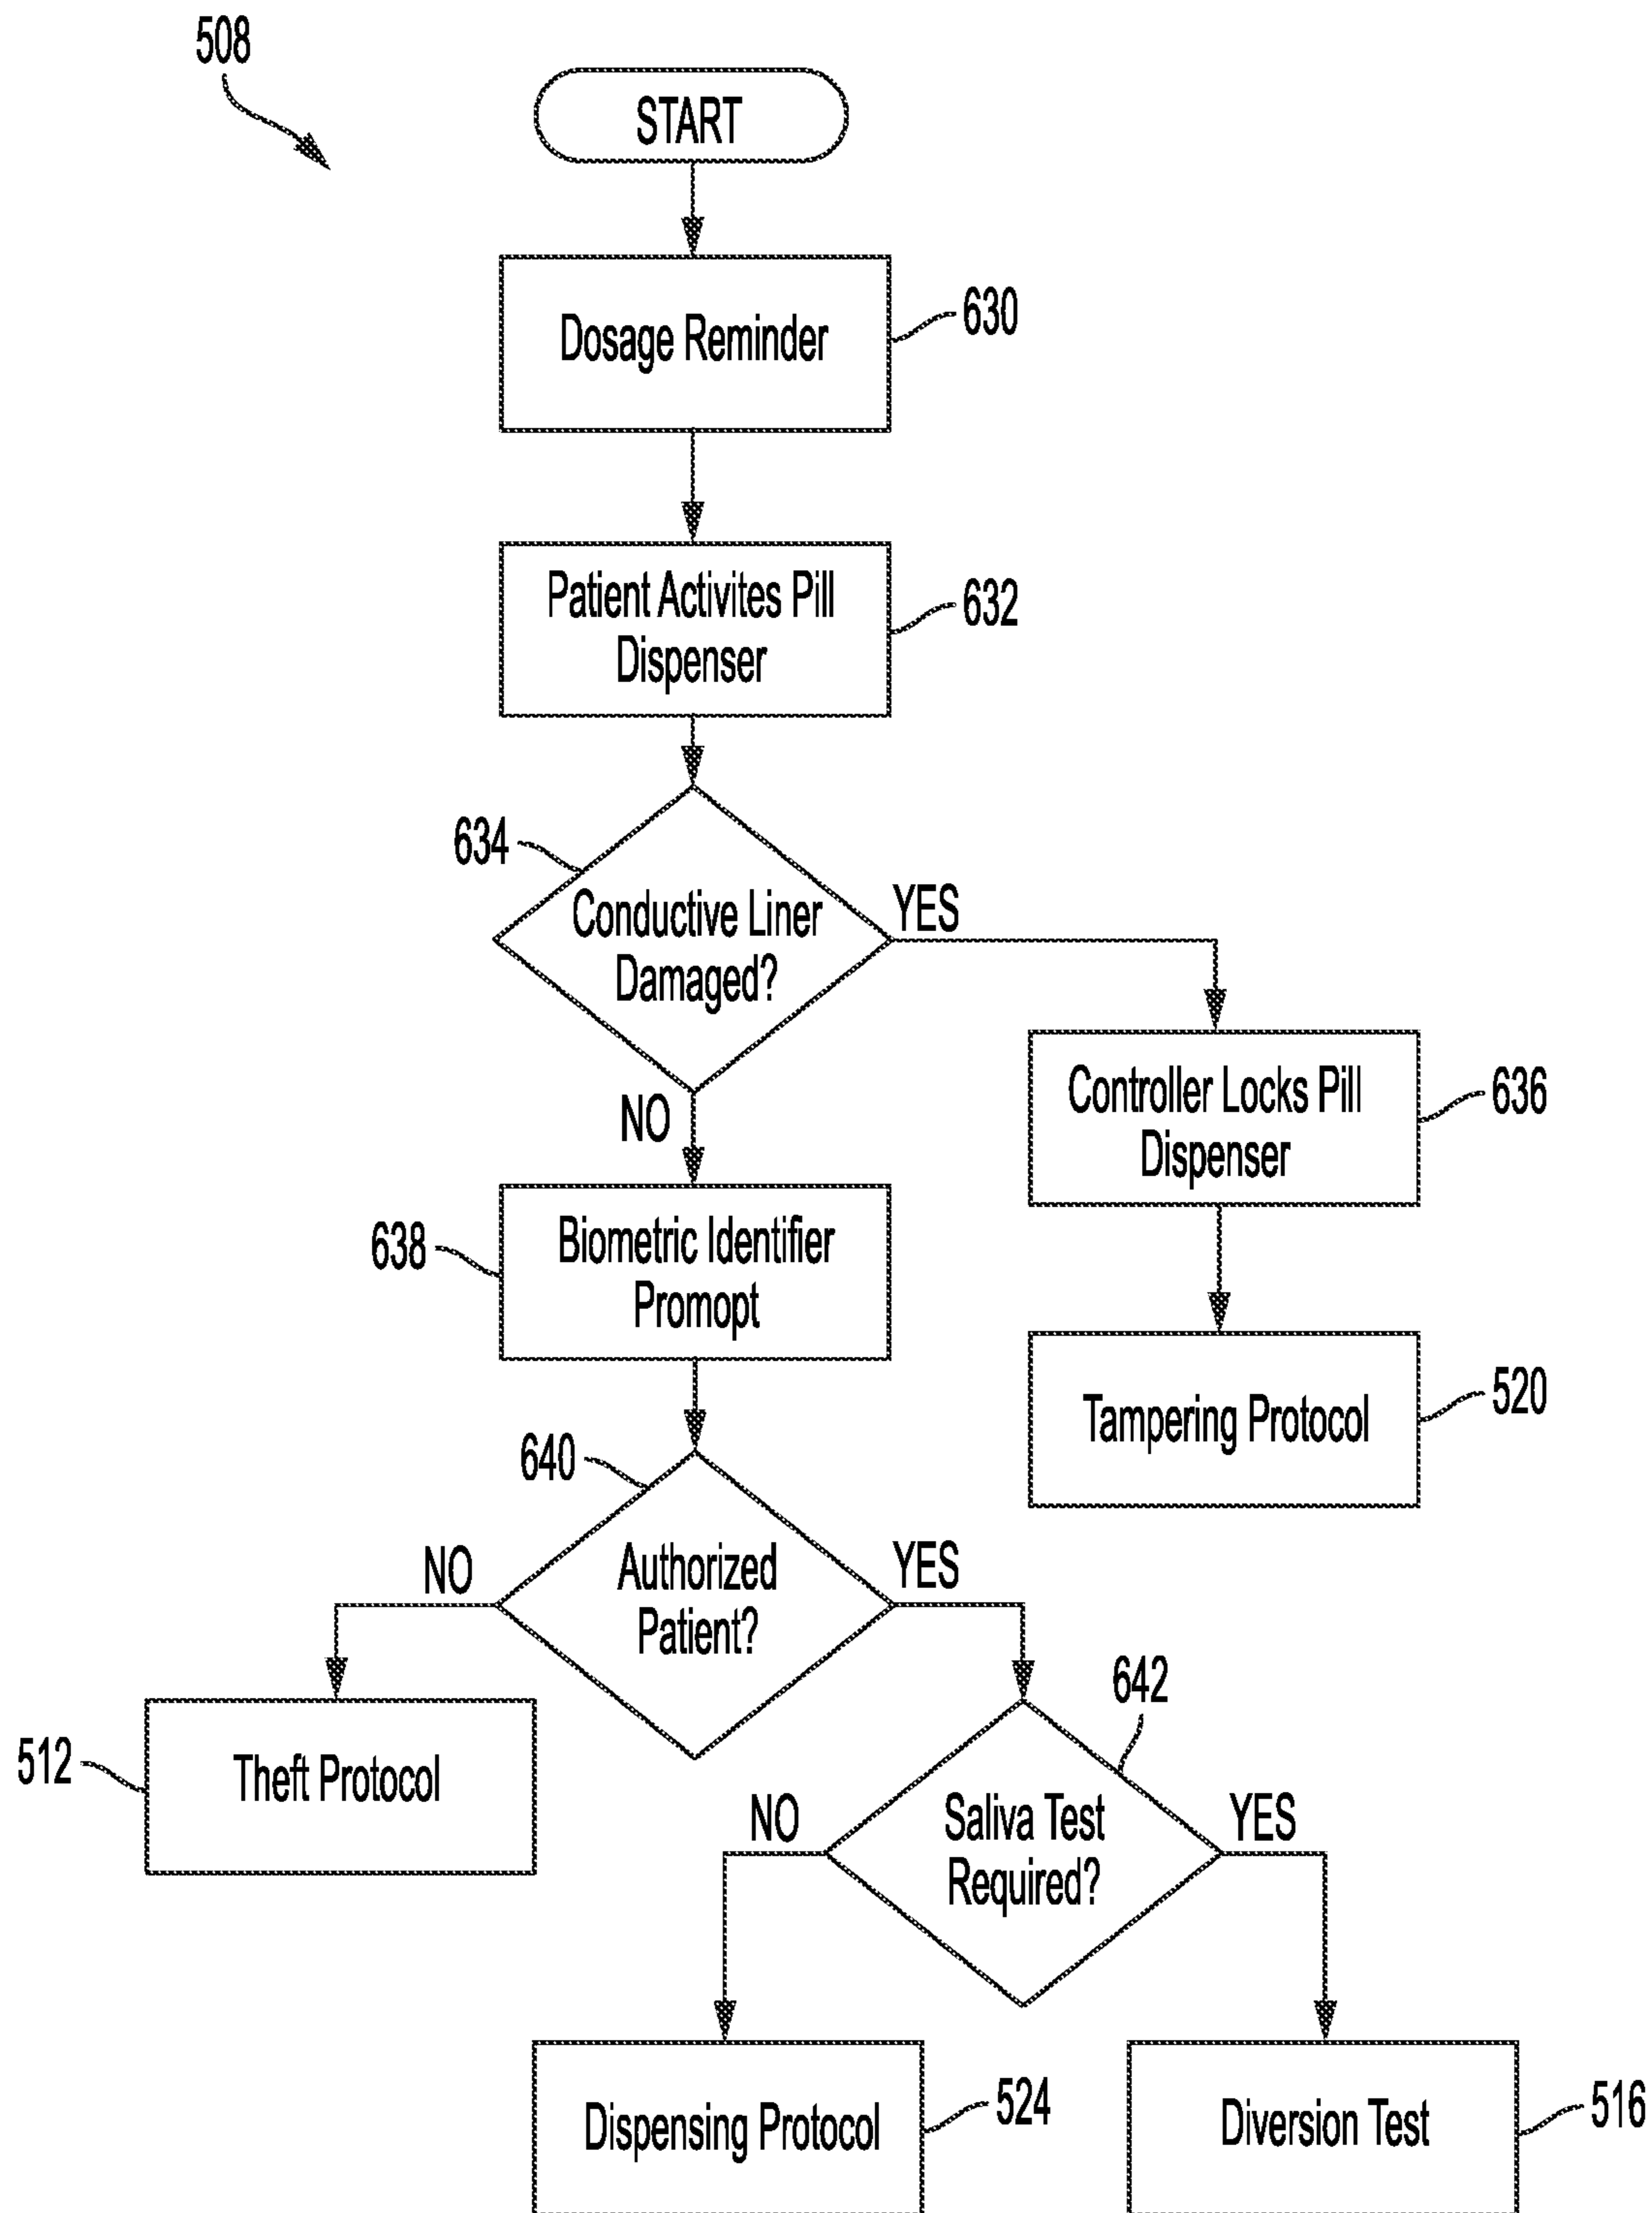 508
START
Dosage Reminder
630
Patient Activites Pill
Dispenser
632
634
Conductive Liner
Damaged?
YES
NO
Controller Locks Pill
Dispenser
636
638
Biometric Identifier
Promopt
Tampering Protocol
520
640
Authorized
Patient?
NO
YES
642
512
Theft Protocol
Saliva Test
Required?
NO
YES
Dispensing Protocol
524
Diversion Test
516